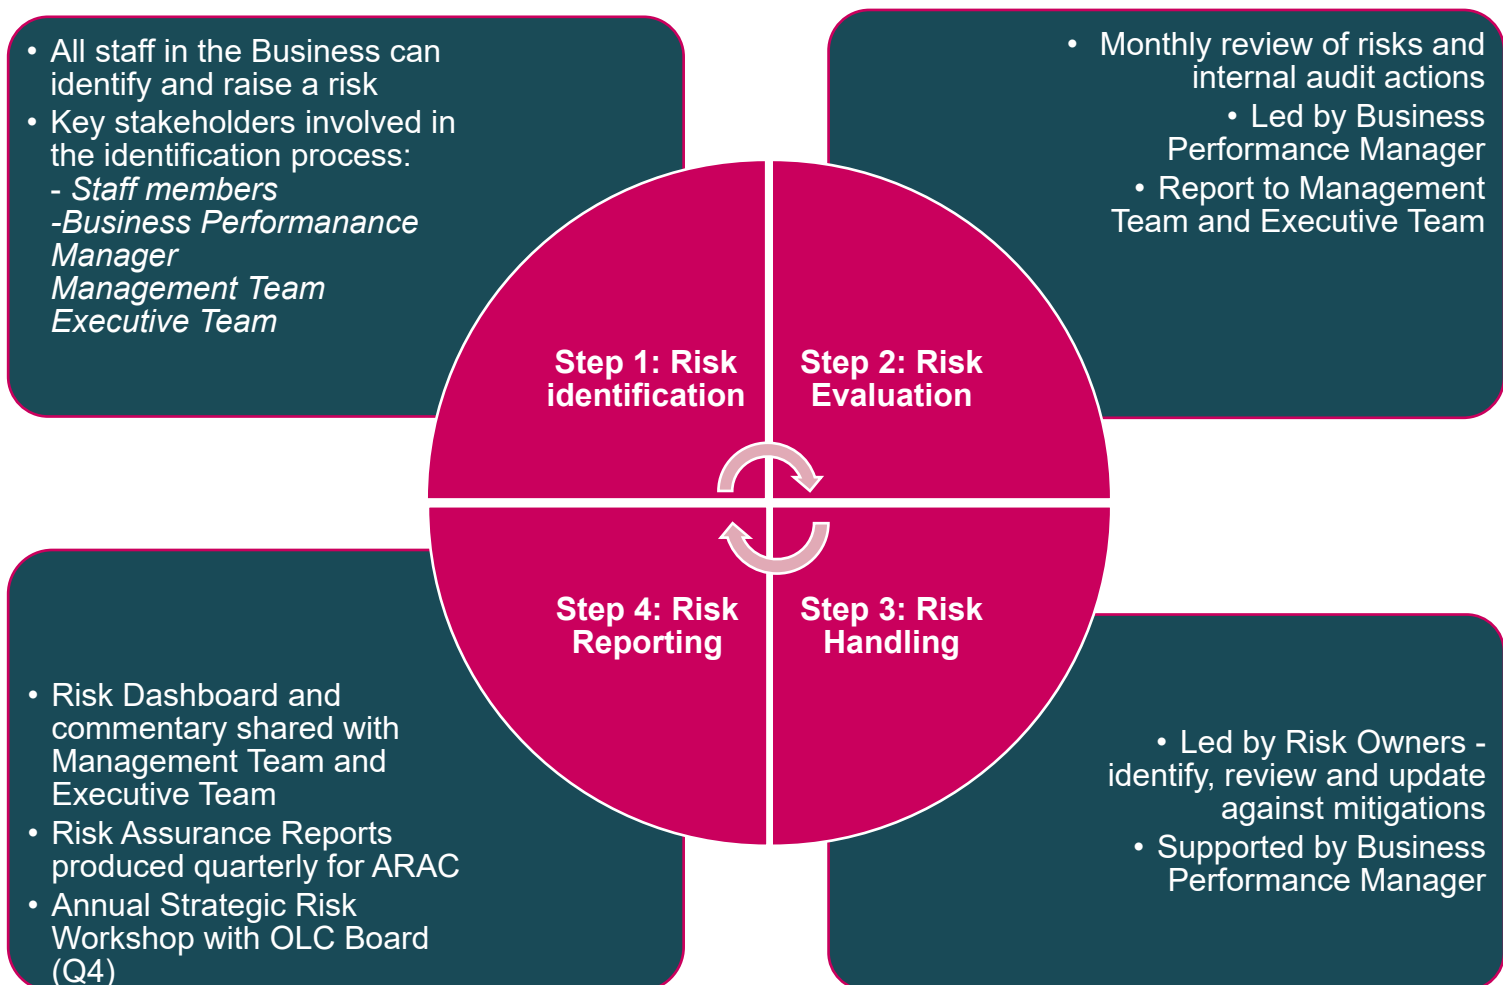 • All staff in the Business can
identify and raise a risk
• Key stakeholders involved in
the identification process:
- Staff members
-Business Performanance
Manager
Management Team
Executive Team
• Monthly review of risks and
internal audit actions
• Led by Business
Performance Manager
• Report to Management
Team and Executive Team
Step 1: Risk
identification
Step 2: Risk
Evaluation
Step 4: Risk
Reporting
Step 3: Risk
Handling
• Risk Dashboard and
commentary shared with
Management Team and
Executive Team
• Risk Assurance Reports
produced quarterly for ARAC
• Annual Strategic Risk
Workshop with OLC Board
(Q4)
• Led by Risk Owners -
identify, review and update
against mitigations
• Supported by Business
Performance Manager